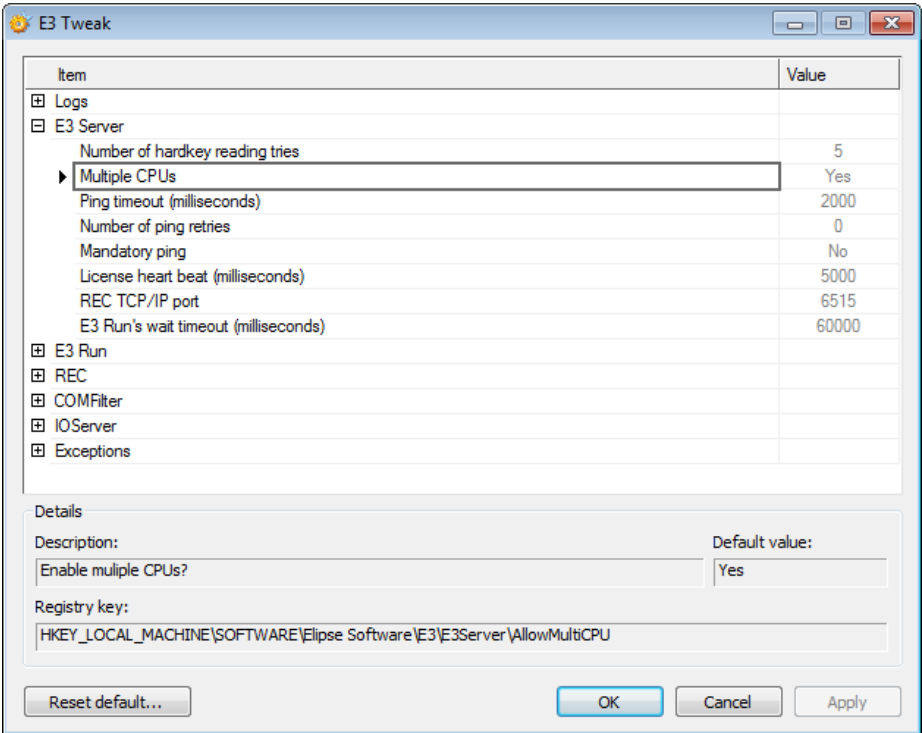 E3 Tweak
Item Value
Logs
E3 Server
Number of hardkey reading tries 5
Multiple CPUs Yes
Ping timeout (milliseconds) 2000
Number of ping retries 0
Mandatory ping No
License heart beat (milliseconds) 5000
REC TCP/IP port 6515
E3 Run's wait timeout (milliseconds) 60000
E3 Run
REC
COMFilter
IOServer
Exceptions
Details
Description: Default value:
Enable muliple CPUs? Yes
Registry key:
HKEY_LOCAL_MACHINE\SOFTWARE\Elipse Software\E3\E3Server\AllowMultiCPU
Reset default... OK Cancel Apply